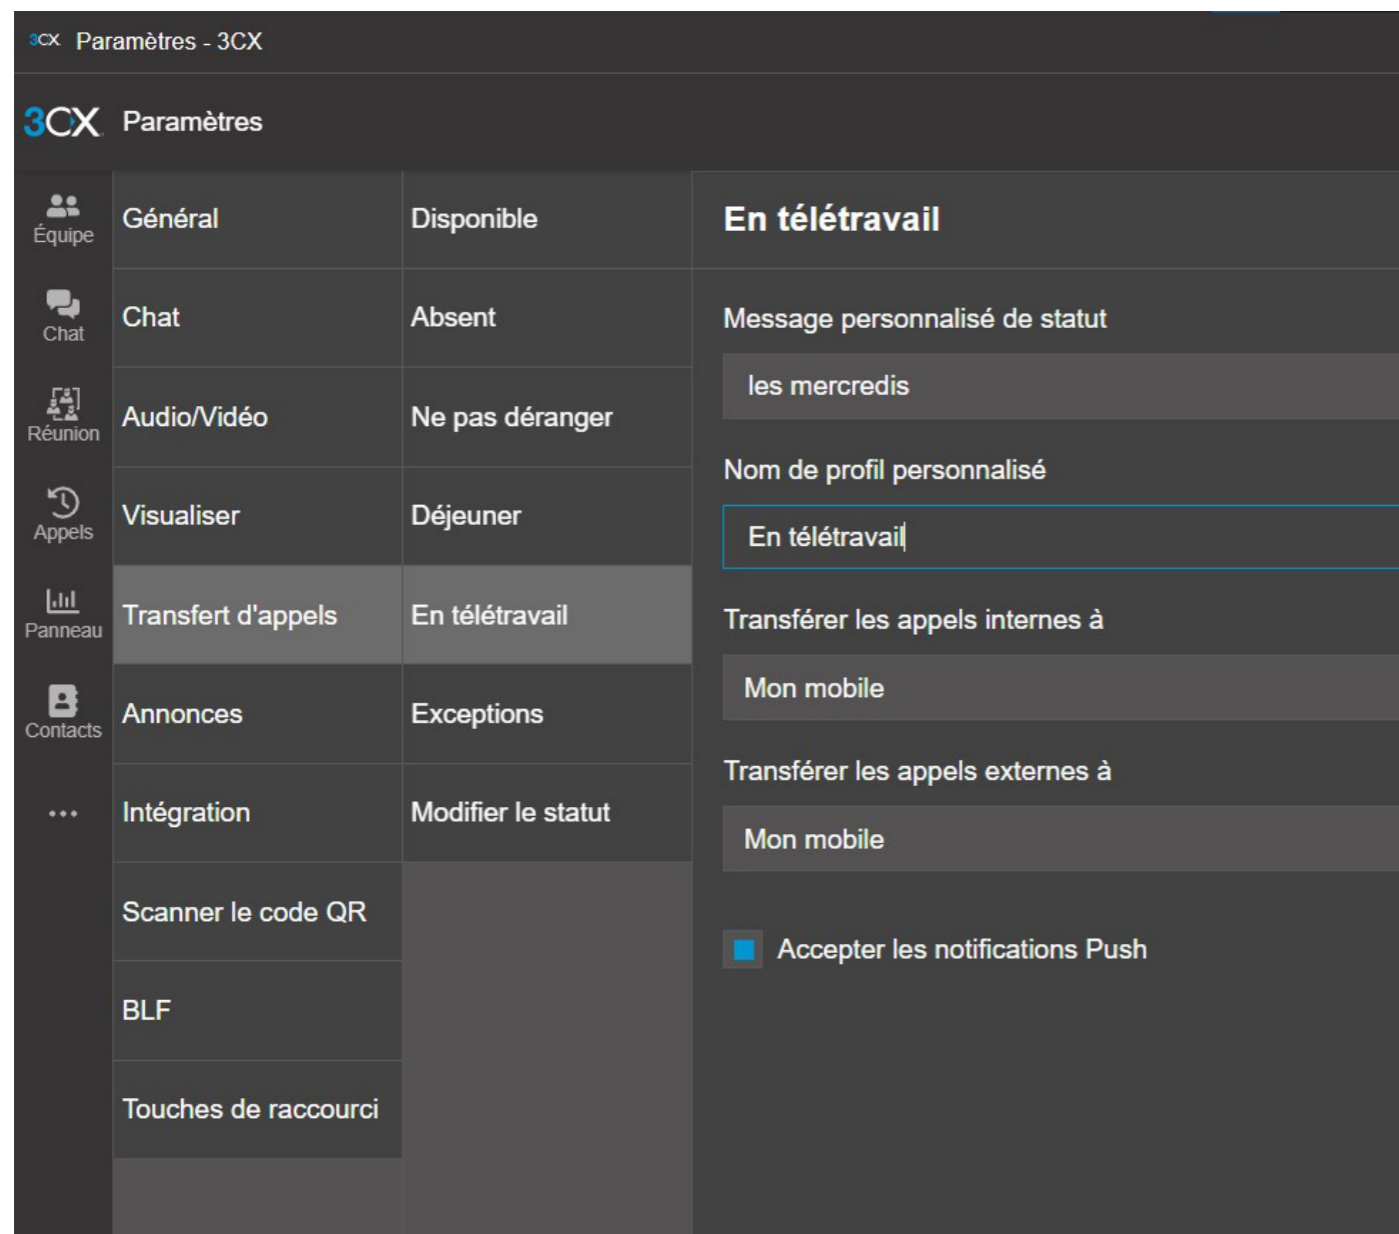 3CX Paramètres - 3CX
3CX Paramètres
Équipe
Chat
Réunion
Appels
Panneau
Contacts
Général
Chat
Audio/Vidéo
Visualiser
Transfert d'appels
Annonces
Intégration
Scanner le code QR
BLF
Touches de raccourci
Disponible
Absent
Ne pas déranger
Déjeuner
En télétravail
Exceptions
Modifier le statut
En télétravail
Message personnalisé de statut
les mercredis
Nom de profil personnalisé
En télétravail
Transférer les appels internes à
Mon mobile
Transférer les appels externes à
Mon mobile
Accepter les notifications Push